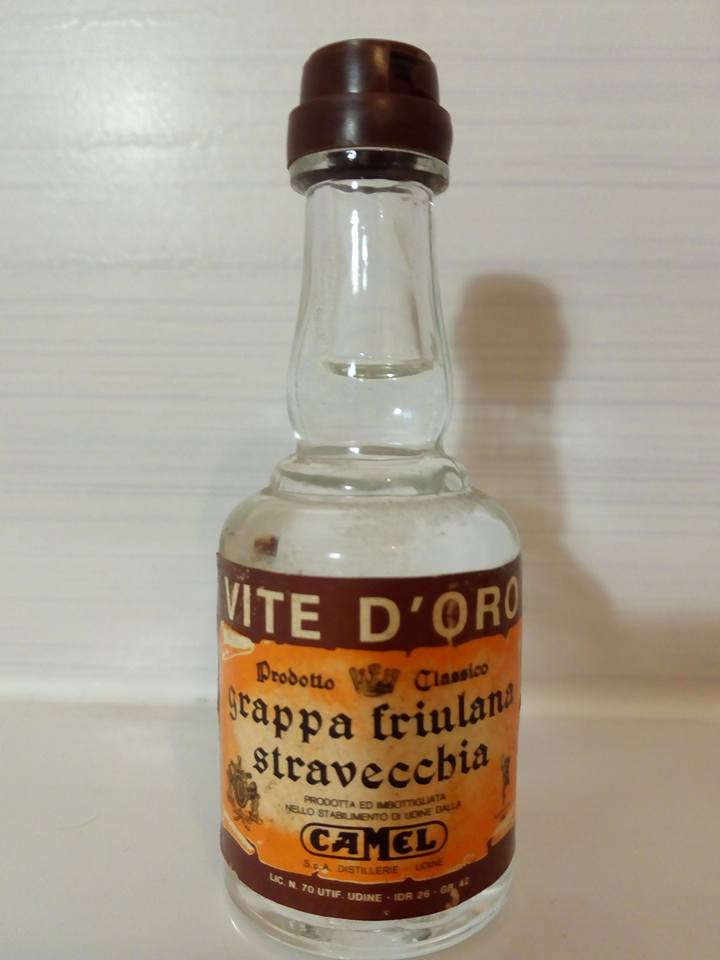 VITE D'ORO
Prodotto Classico
grappa friulana
stravecchia
PRODOTTA ED IMBOTTIGLIATA
NELLO STABILIMENTO DI UDINE DALLA
CAMEL
S.p.A. DISTILLERIE - UDINE
LIC. N. 70 UTIF. UDINE - IDR 26 - GR. 42